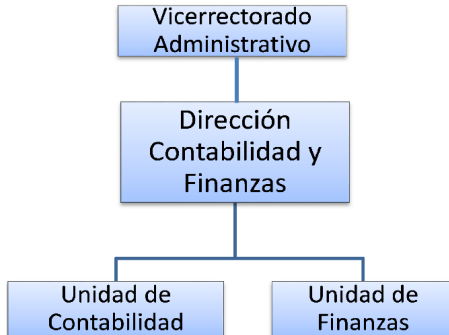 Vicerrectorado
Administrativo
Dirección
Contabilidad y
Finanzas
Unidad de
Contabilidad
Unidad de
Finanzas